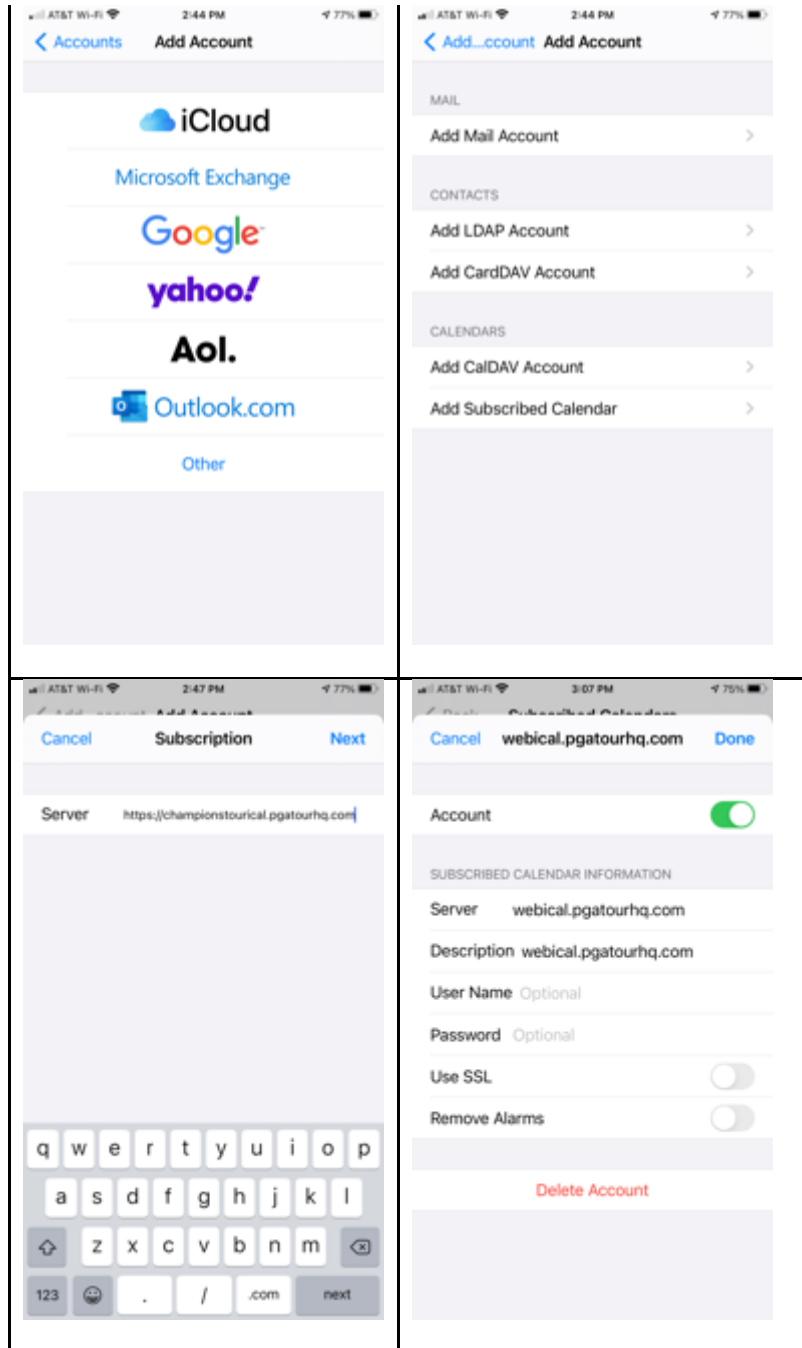 AT&T Wi-Fi 2:44 PM 77%
Accounts Add Account
iCloud
Microsoft Exchange
Google
yahoo!
Aol.
Outlook.com
Other
AT&T Wi-Fi 2:44 PM 77%
Add...ccount Add Account
MAIL
Add Mail Account
CONTACTS
Add LDAP Account
Add CardDAV Account
CALENDARS
Add CalDAV Account
Add Subscribed Calendar
AT&T Wi-Fi 2:47 PM 77%
Cancel Subscription Next
Server https://championstourical.pgatourhq.com
q w e r t y u i o p
a s d f g h j k l
z x c v b n m
123 . / .com next
AT&T Wi-Fi 3:07 PM 75%
Subscribed Calendars
Cancel webical.pgatourhq.com Done
Account
SUBSCRIBED CALENDAR INFORMATION
Server webical.pgatourhq.com
Description webical.pgatourhq.com
User Name Optional
Password Optional
Use SSL
Remove Alarms
Delete Account